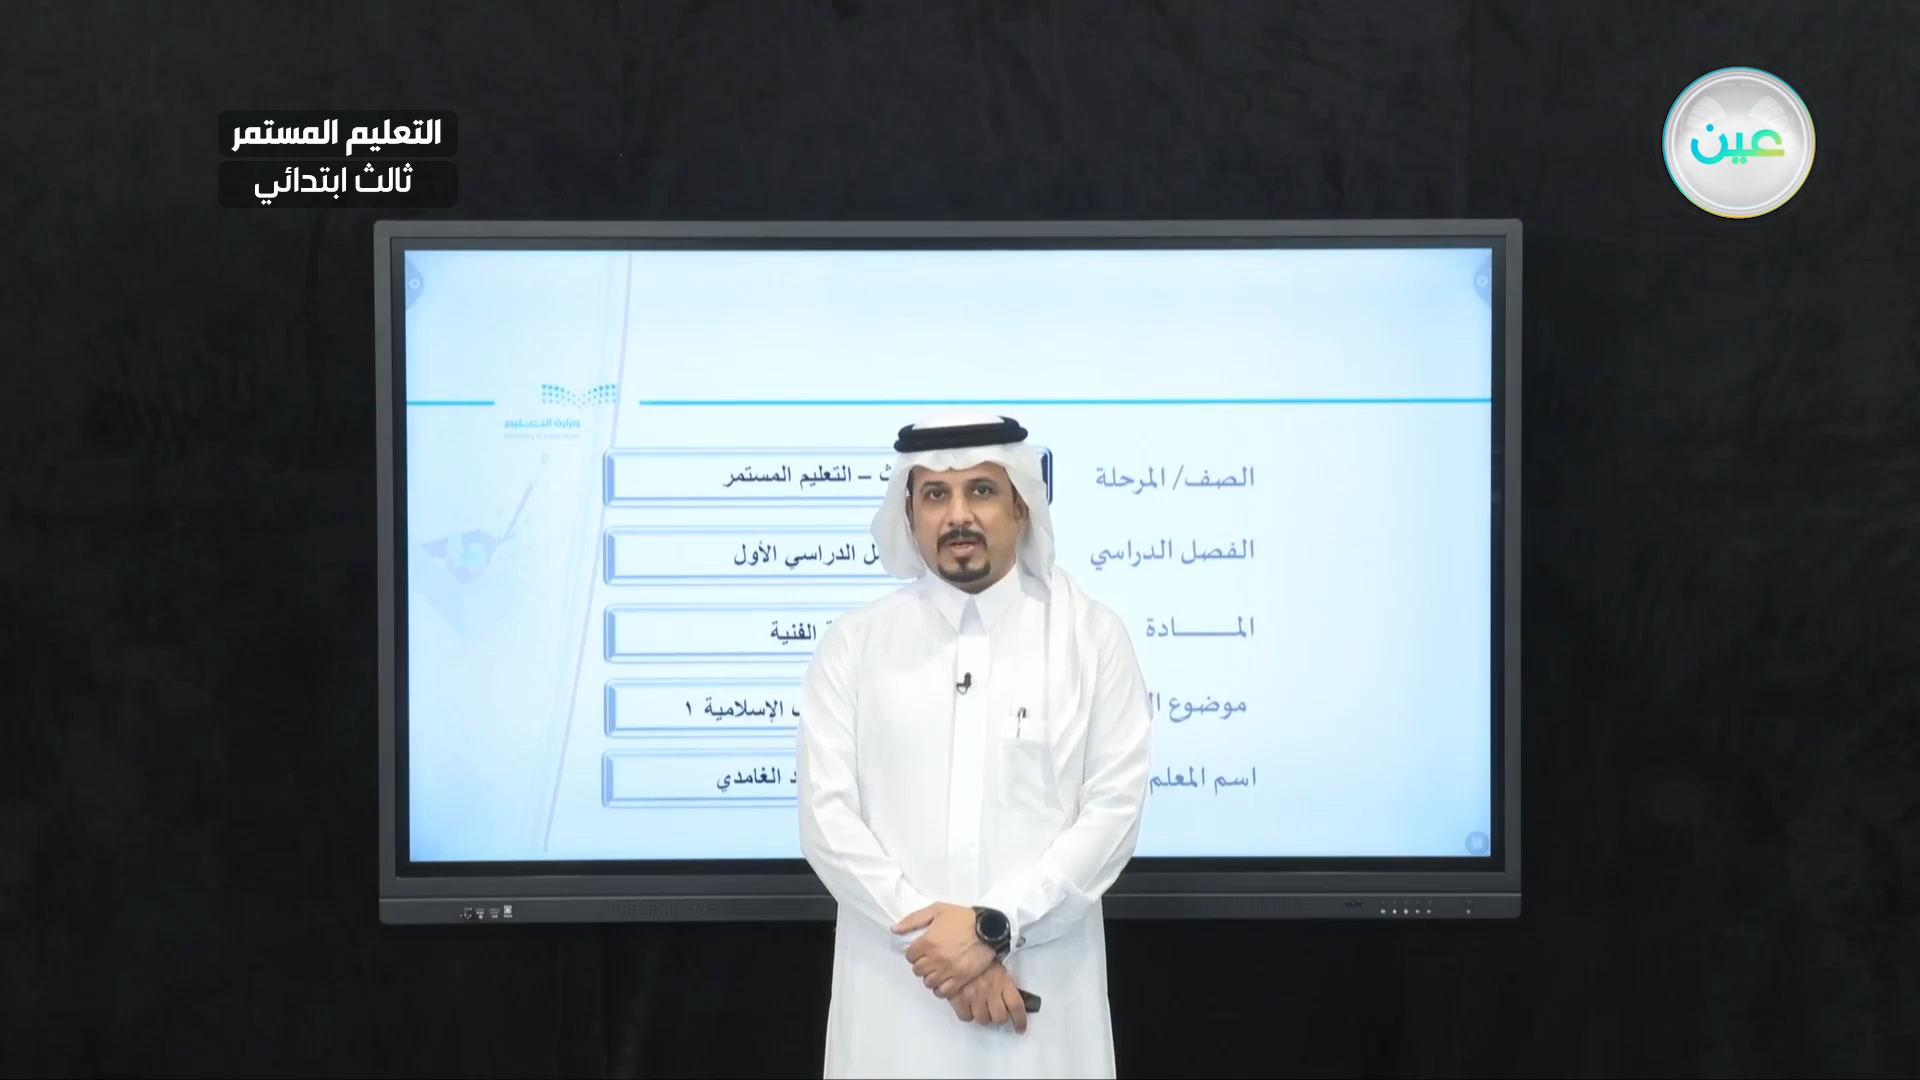 التعليم المستمر
ثالث ابتدائي
عين
وزارة التعليم
الصف/ المرحلة
– التعليم المستمر
الفصل الدراسي
الدراسي الأول
المـــــادة
الفنية
موضوع
الإسلامية ١
اسم المعلم
الغامدي